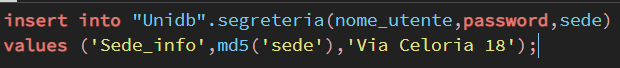 insert into "Unidb".segreteria(nome_utente,password,sede)
values ('Sede_info',md5('sede'),'Via Celoria 18');